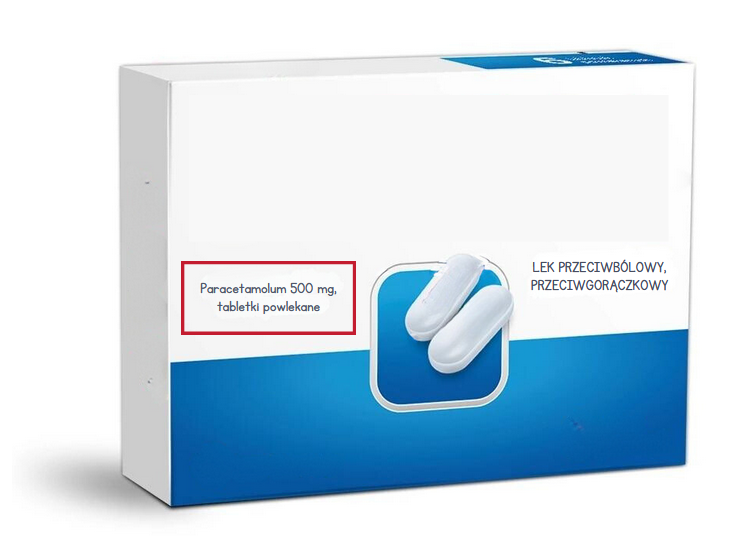 Paracetamolum 500 mg,
tabletki powlekane
LEK PRZECIWBÓLOWY,
PRZECIWGORĄCZKOWY